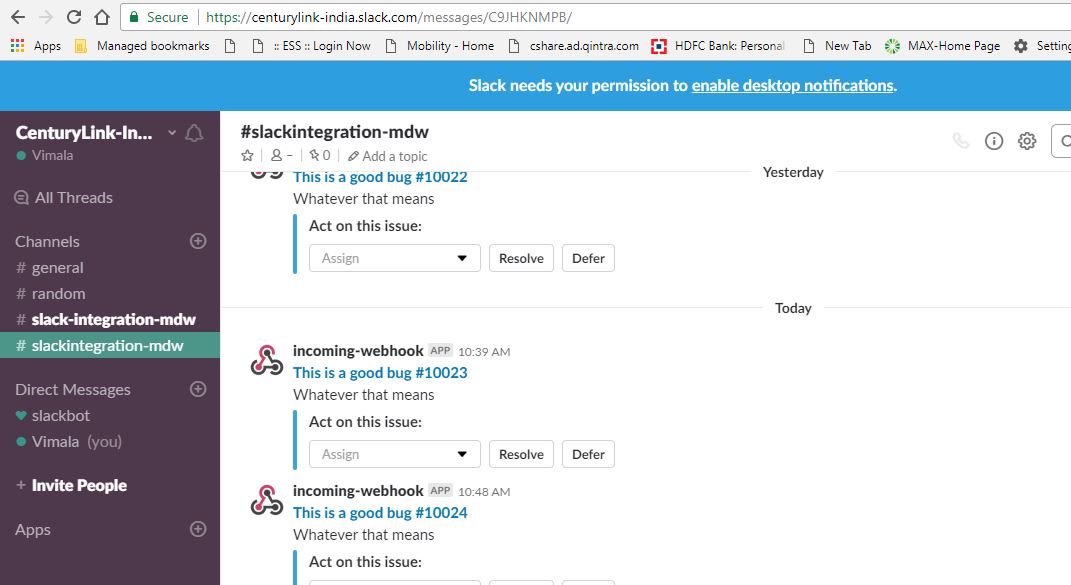 Secure | https://centurylink-india.slack.com/messages/C9JHKNMPB/
Apps Managed bookmarks :: ESS :: Login Now Mobility - Home cshare.ad.qintra.com HDFC Bank: Personal New Tab MAX-Home Page Setting
Slack needs your permission to enable desktop notifications.
CenturyLink-In...
Vimala
All Threads
Channels
# general
# random
# slack-integration-mdw
# slackintegration-mdw
Direct Messages
slackbot
Vimala (you)
+ Invite People
Apps
#slackintegration-mdw
– | 0 | Add a topic
Yesterday
This is a good bug #10022
Whatever that means
Act on this issue:
Assign Resolve Defer
Today
incoming-webhook APP 10:39 AM
This is a good bug #10023
Whatever that means
Act on this issue:
Assign Resolve Defer
incoming-webhook APP 10:48 AM
This is a good bug #10024
Whatever that means
Act on this issue: